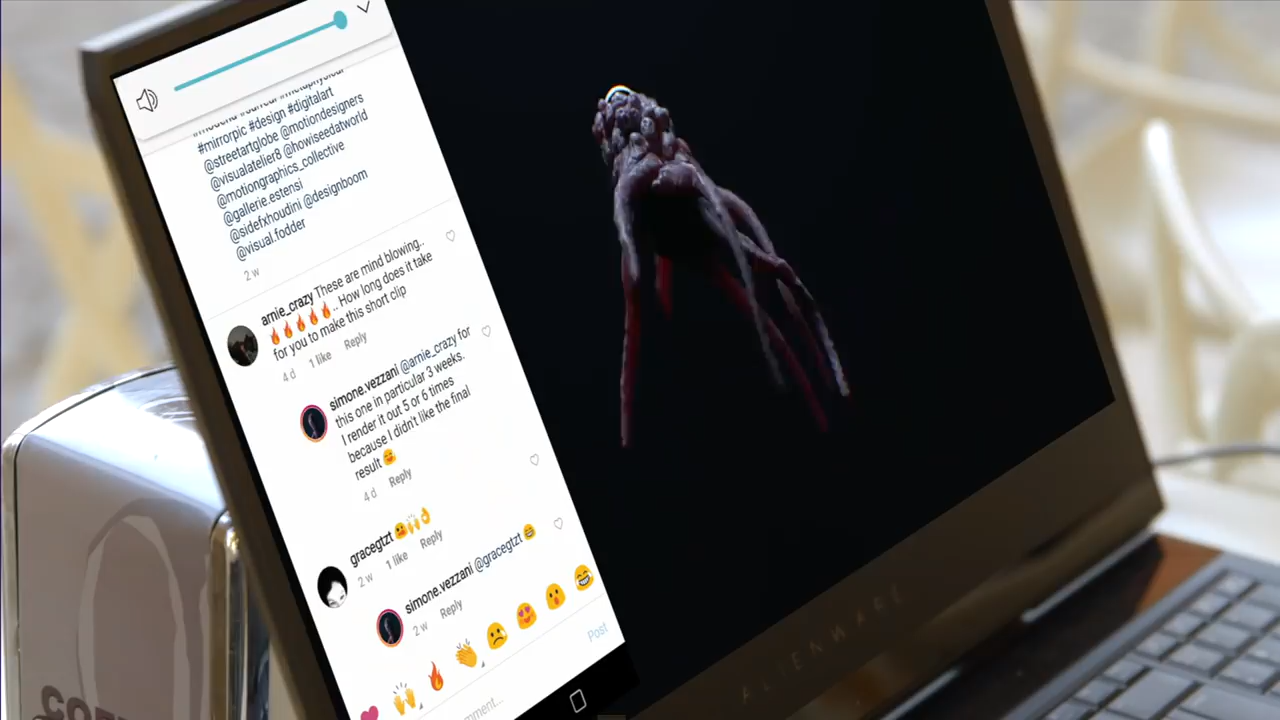 #mirrorpic #design #digitalart
@streetartglobe @motiondesigners
@visualatelier8 @howiseedatworld
@motiongraphics_collective
@gallerie.estensi
@sidefxhoudini @designboom
@visual.fodder
2 w
arnie_crazy These are mind blowing..
🔥🔥🔥🔥🔥.. How long does it take
for you to make this short clip
4 d 1 like Reply
simone.vezzani @arnie_crazy for
this one in particular 3 weeks.
I render it out 5 or 6 times
because I didn't like the final
result
4 d Reply
gracegtzt
2 w 1 like Reply
simone.vezzani @gracegtzt
2 w Reply
Post
ALIENWARE